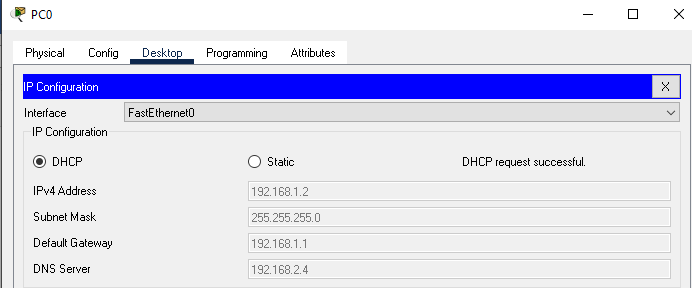 PC0
Physical Config Desktop Programming Attributes
IP Configuration X
Interface FastEthernet0
IP Configuration
DHCP Static DHCP request successful.
IPv4 Address 192.168.1.2
Subnet Mask 255.255.255.0
Default Gateway 192.168.1.1
DNS Server 192.168.2.4